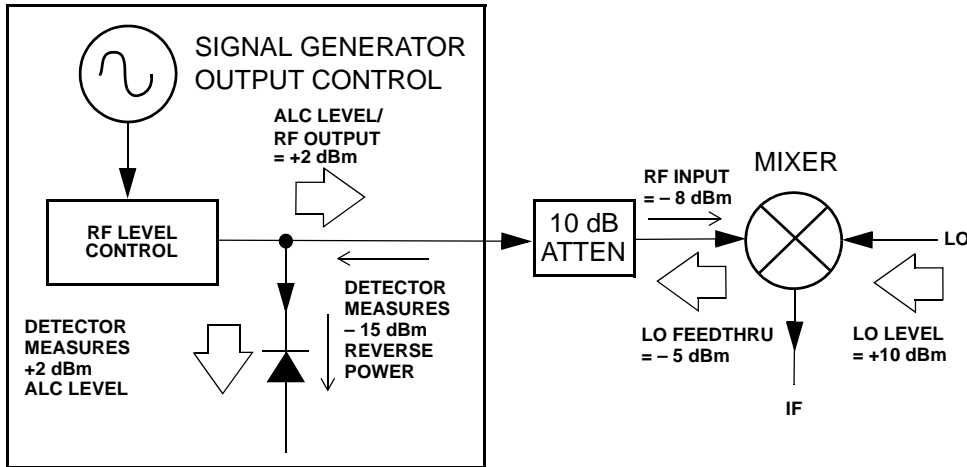 SIGNAL GENERATOR
OUTPUT CONTROL
ALC LEVEL/
RF OUTPUT
= +2 dBm
RF LEVEL
CONTROL
DETECTOR
MEASURES
+2 dBm
ALC LEVEL
DETECTOR
MEASURES
– 15 dBm
REVERSE
POWER
10 dB
ATTEN
RF INPUT
= – 8 dBm
MIXER
LO
LO FEEDTHRU
= – 5 dBm
LO LEVEL
= +10 dBm
IF